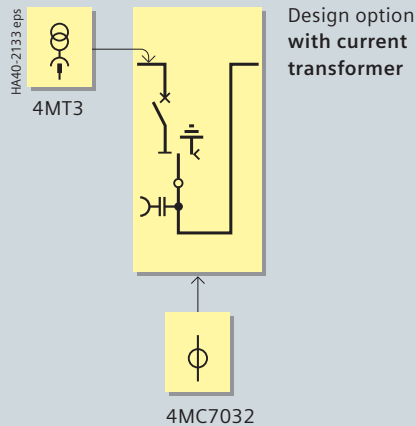 HA40-2133 eps
4MT3
Design option
with current
transformer
4MC7032